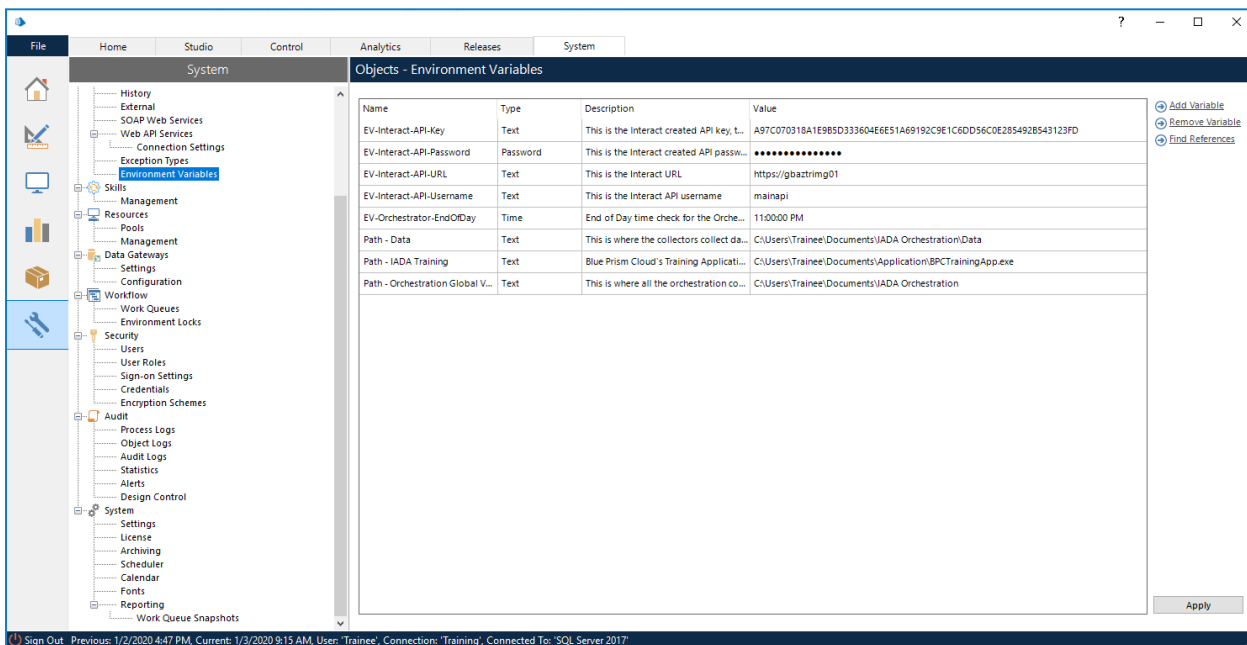 ?
File Home Studio Control Analytics Releases System
System
Objects - Environment Variables
History
External
SOAP Web Services
Web API Services
Connection Settings
Exception Types
Environment Variables
Skills
Management
Resources
Pools
Management
Data Gateways
Settings
Configuration
Workflow
Work Queues
Environment Locks
Security
Users
User Roles
Sign-on Settings
Credentials
Encryption Schemes
Audit
Process Logs
Object Logs
Audit Logs
Statistics
Alerts
Design Control
System
Settings
License
Archiving
Scheduler
Calendar
Fonts
Reporting
Work Queue Snapshots
Name Type Description Value
EV-Interact-API-Key Text This is the Interact created API key, t... A97C070318A1E9B5D333604E6E51A69192C9E1C6DD56C0E285492B543123FD
EV-Interact-API-Password Password This is the Interact created API passw... ●●●●●●●●●●●●●●●
EV-Interact-API-URL Text This is the Interact URL https://gbaztrimg01
EV-Interact-API-Username Text This is the Interact API username mainapi
EV-Orchestrator-EndOfDay Time End of Day time check for the Orche... 11:00:00 PM
Path - Data Text This is where the collectors collect da... C:\Users\Trainee\Documents\IADA Orchestration\Data
Path - IADA Training Text Blue Prism Cloud's Training Applicati... C:\Users\Trainee\Documents\Application\BPCTrainingApp.exe
Path - Orchestration Global V... Text This is where all the orchestration co... C:\Users\Trainee\Documents\IADA Orchestration
Add Variable
Remove Variable
Find References
Apply
Sign Out Previous: 1/2/2020 4:47 PM, Current: 1/3/2020 9:15 AM, User: 'Trainee', Connection: 'Training', Connected To: 'SQL Server 2017'